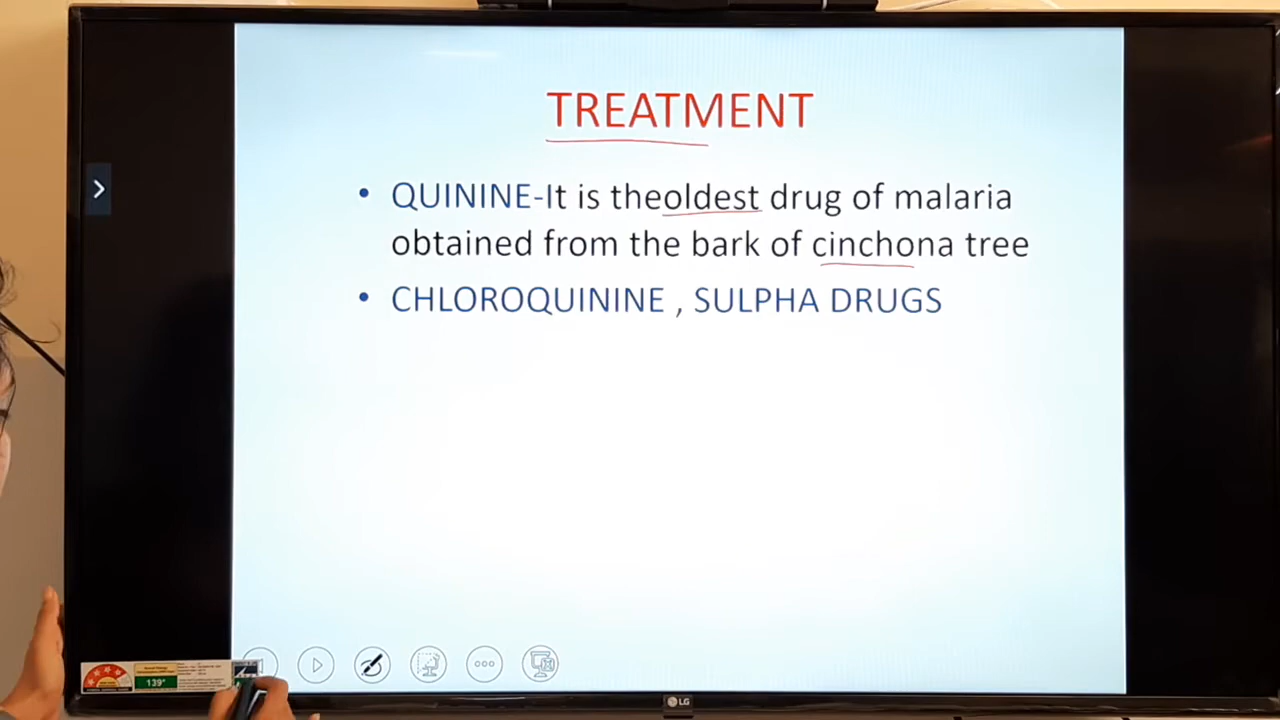 TREATMENT
• QUININE-It is theoldest drug of malaria
obtained from the bark of cinchona tree
• CHLOROQUININE , SULPHA DRUGS
139*
LG